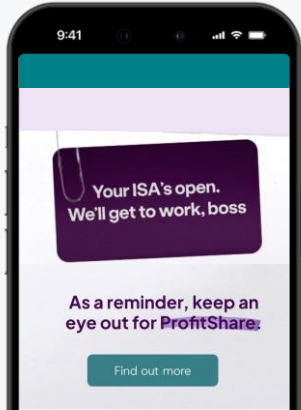 9:41
Your ISA's open.
We'll get to work, boss
As a reminder, keep an
eye out for ProfitShare.
Find out more